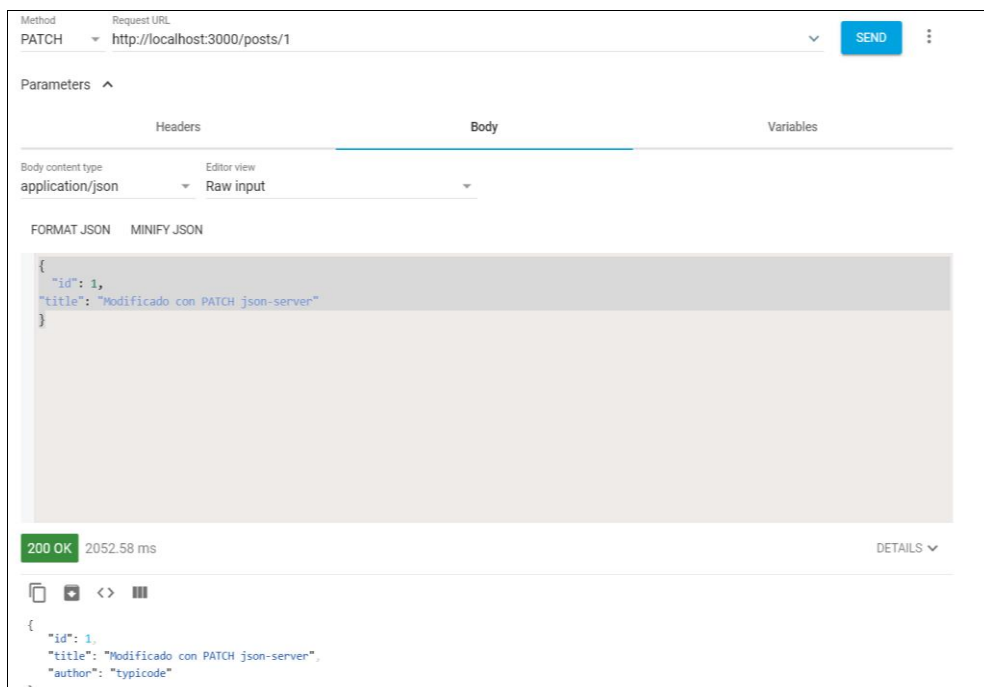 Method Request URL
PATCH http://localhost:3000/posts/1 SEND
Parameters
Headers Body Variables
Body content type Editor view
application/json Raw input
FORMAT JSON MINIFY JSON
{
"id": 1,
"title": "Modificado con PATCH json-server"
}
200 OK 2052.58 ms DETAILS
{
"id": 1,
"title": "Modificado con PATCH json-server",
"author": "typicode"